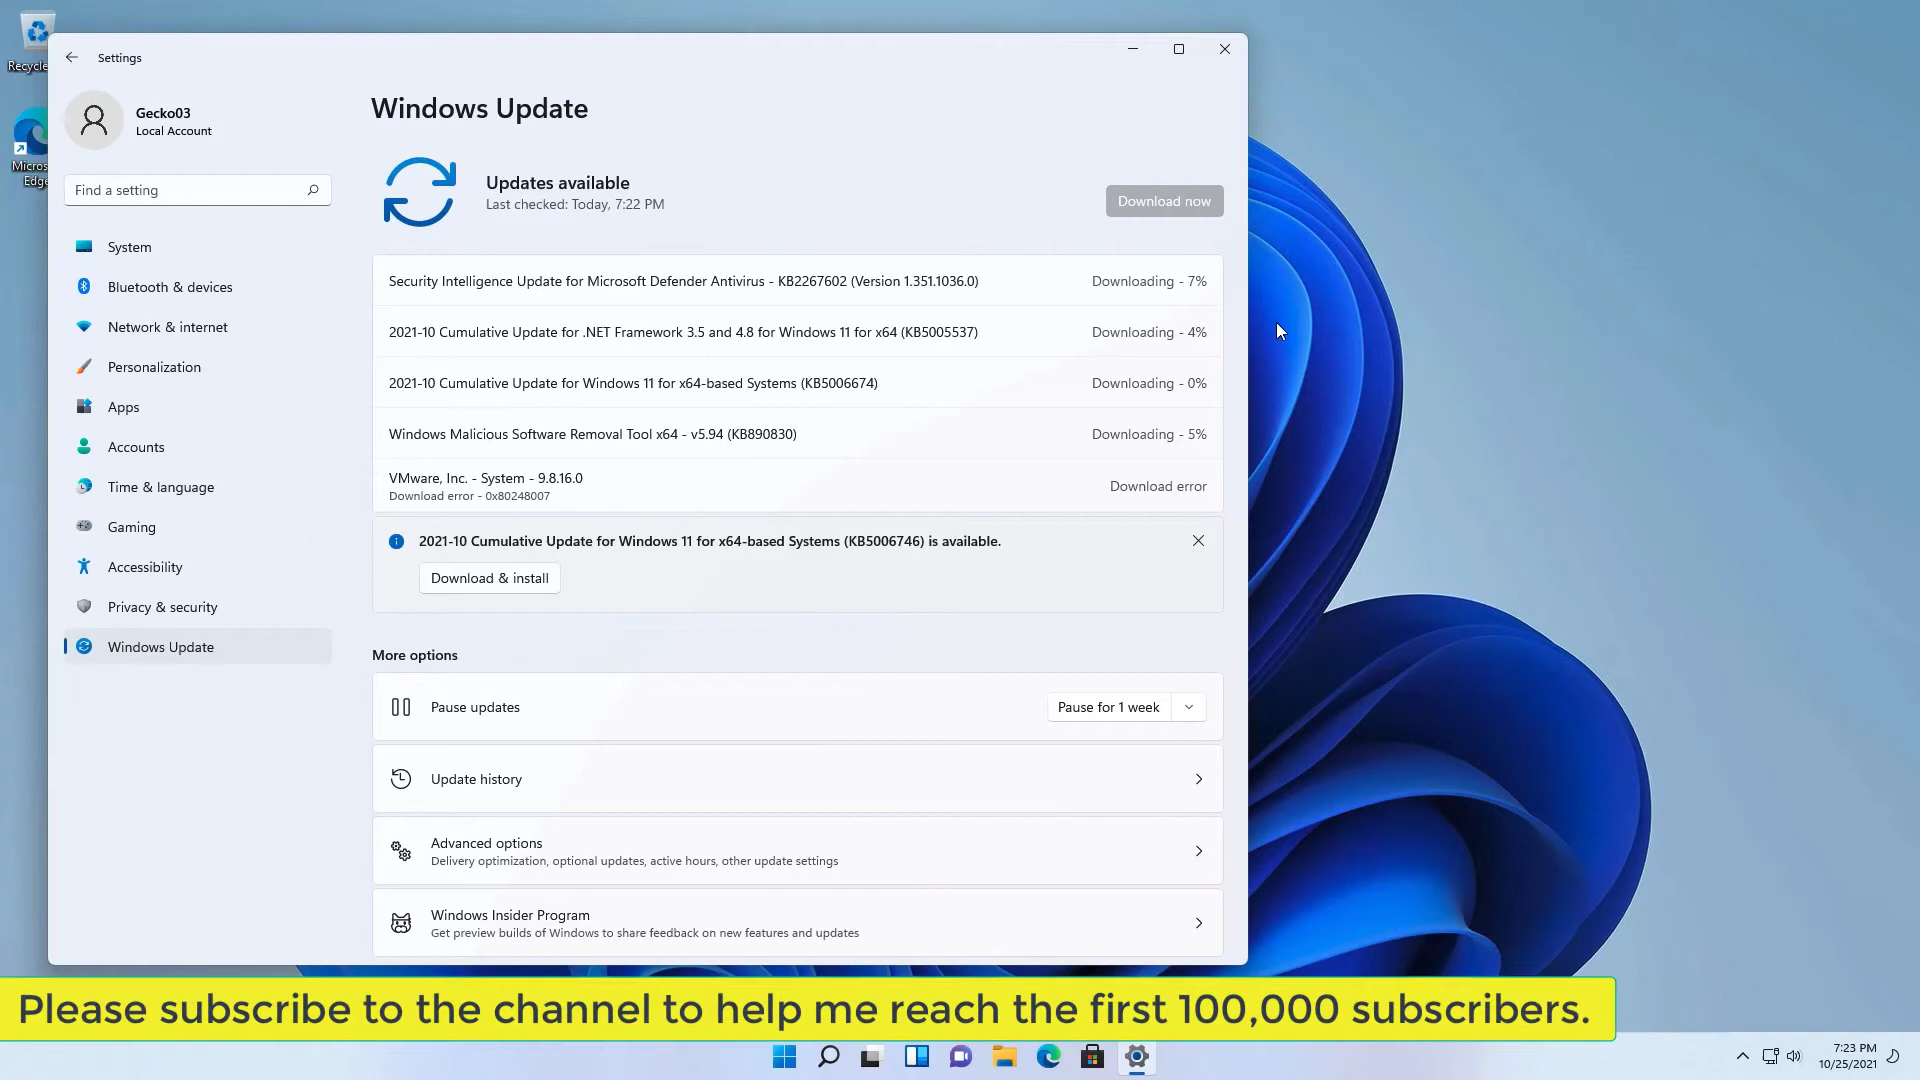 Recycle
Micros
Edge
Settings
Gecko03
Local Account
Find a setting
System
Bluetooth & devices
Network & internet
Personalization
Apps
Accounts
Time & language
Gaming
Accessibility
Privacy & security
Windows Update
Windows Update
Updates available
Last checked: Today, 7:22 PM
Download now
Security Intelligence Update for Microsoft Defender Antivirus - KB2267602 (Version 1.351.1036.0) Downloading - 7%
2021-10 Cumulative Update for .NET Framework 3.5 and 4.8 for Windows 11 for x64 (KB5005537) Downloading - 4%
2021-10 Cumulative Update for Windows 11 for x64-based Systems (KB5006674) Downloading - 0%
Windows Malicious Software Removal Tool x64 - v5.94 (KB890830) Downloading - 5%
VMware, Inc. - System - 9.8.16.0
Download error - 0x80248007
Download error
2021-10 Cumulative Update for Windows 11 for x64-based Systems (KB5006746) is available.
Download & install
More options
Pause updates Pause for 1 week
Update history
Advanced options
Delivery optimization, optional updates, active hours, other update settings
Windows Insider Program
Get preview builds of Windows to share feedback on new features and updates
Please subscribe to the channel to help me reach the first 100,000 subscribers.
7:23 PM
10/25/2021